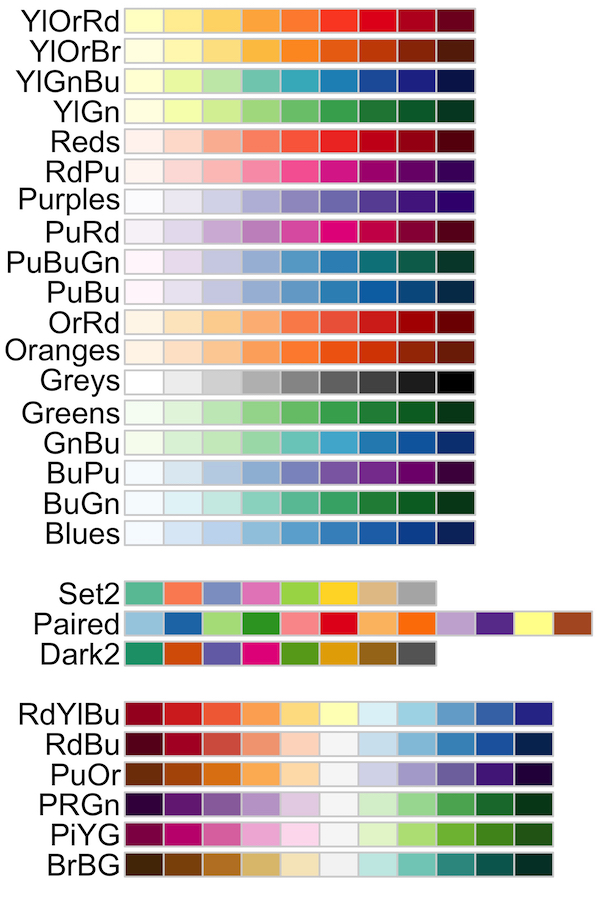 YlOrRd
YlOrBr
YlGnBu
YlGn
Reds
RdPu
Purples
PuRd
PuBuGn
PuBu
OrRd
Oranges
Greys
Greens
GnBu
BuPu
BuGn
Blues
Set2
Paired
Dark2
RdYlBu
RdBu
PuOr
PRGn
PiYG
BrBG